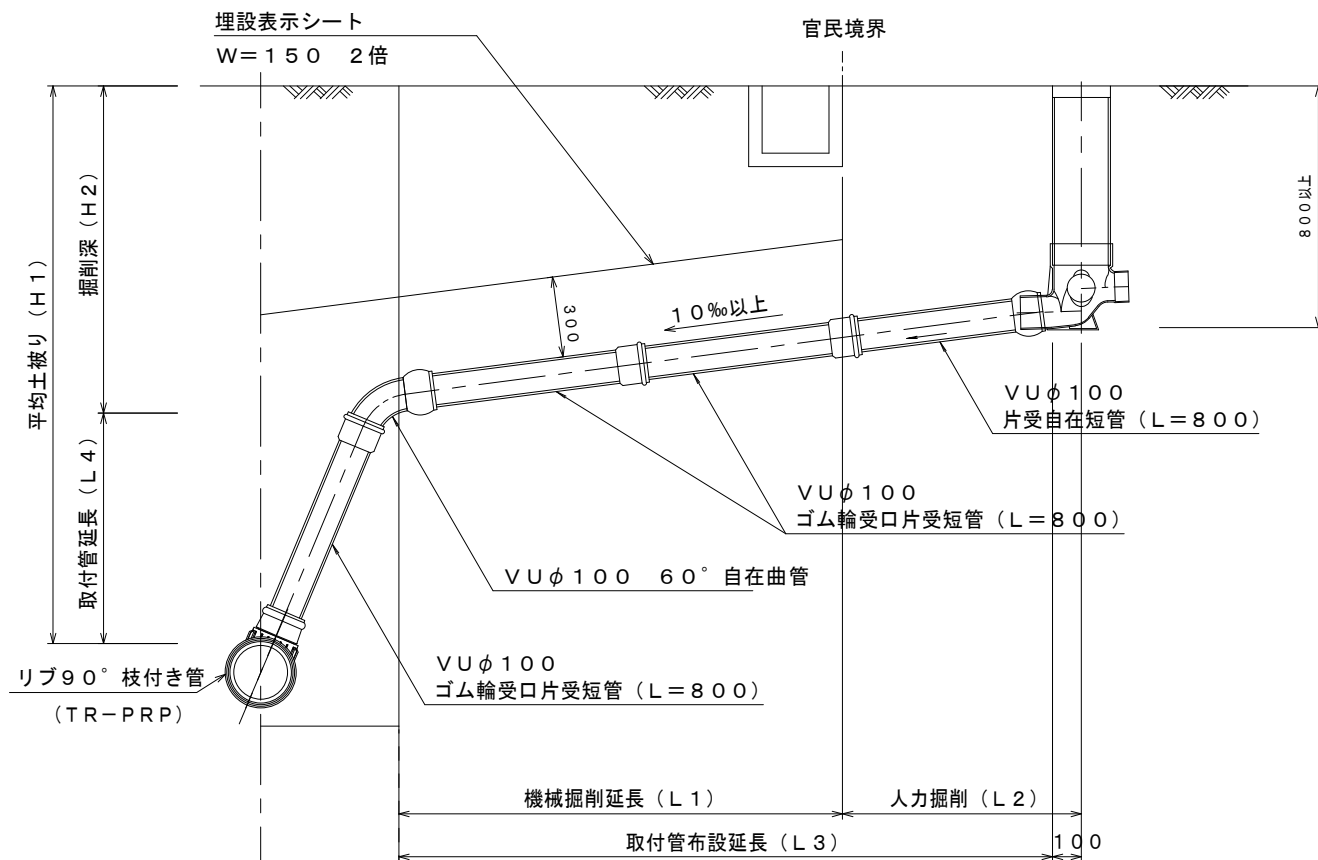 埋設表示シート
W=150 2倍
官民境界
平均土被り(H1)
掘削深(H2)
取付管延長(L4)
800以上
300
10‰以上
VUφ100
片受自在短管(L=800)
VUφ100
ゴム輪受口片受短管(L=800)
VUφ100 60°自在曲管
VUφ100
ゴム輪受口片受短管(L=800)
リブ90°枝付き管
(TR-PRP)
機械掘削延長(L1)
人力掘削(L2)
取付管布設延長(L3)
100